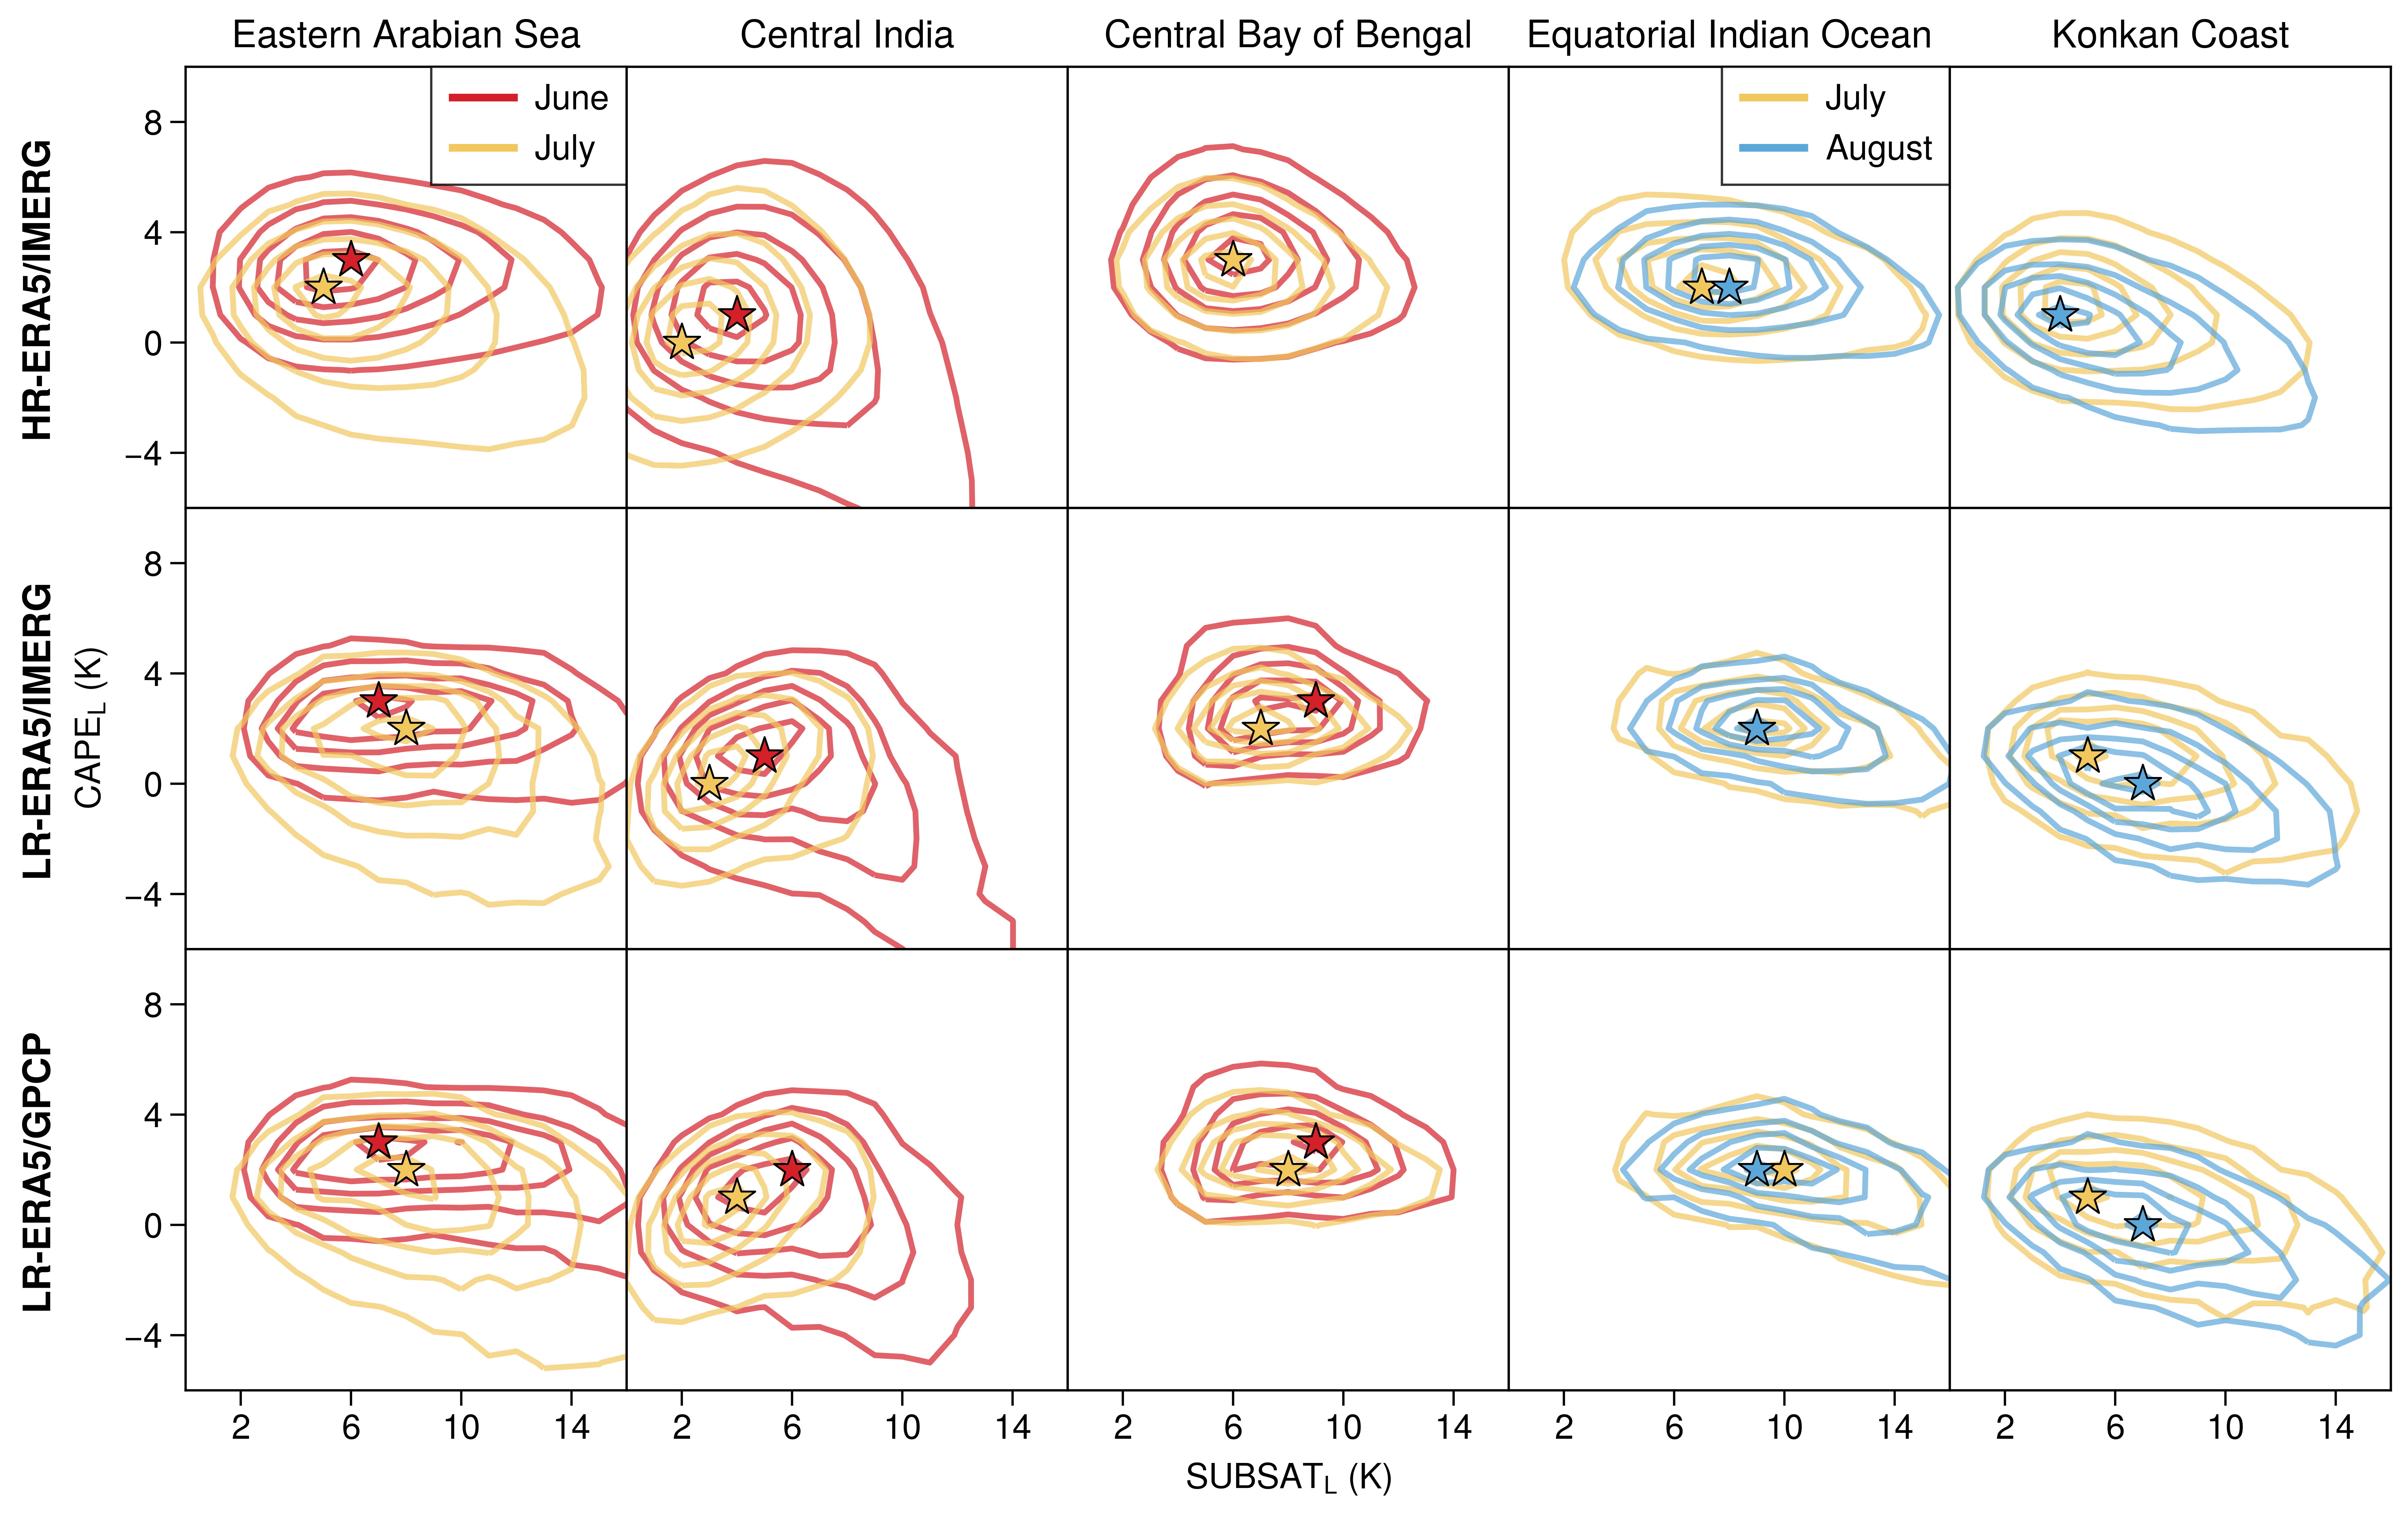 Eastern Arabian Sea Central India Central Bay of Bengal Equatorial Indian Ocean Konkan Coast
HR-ERA5/IMERG
June
July
July
August
8
4
0
−4
LR-ERA5/IMERG
CAPEL (K)
8
4
0
−4
LR-ERA5/GPCP
8
4
0
−4
2 6 10 14 2 6 10 14 2 6 10 14 2 6 10 14 2 6 10 14
SUBSATL (K)